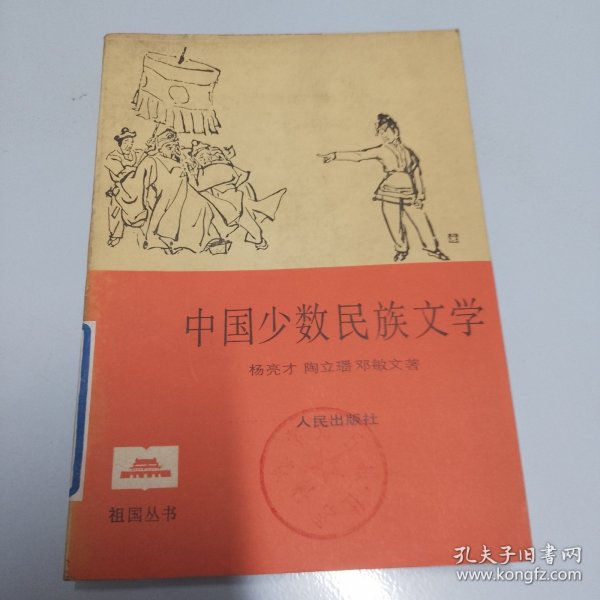 中国少数民族文学
杨亮才 陶立璠 邓敏文著
人民出版社
祖国丛书
孔夫子旧书网
www.kongfz.com